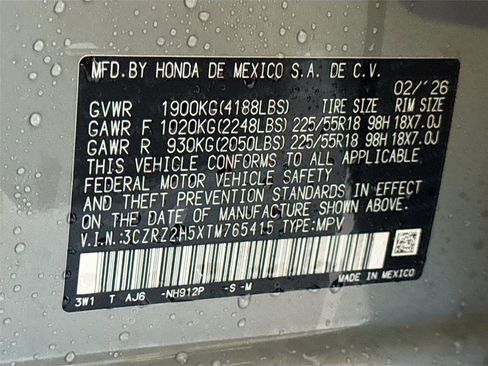 MFD.BY HONDA DE MEXICO S.A. DE C.V.
02/'26
GVWR 1900KG(4188LBS) TIRE SIZE RIM SIZE
GAWR F 1020KG(2248LBS) 225/55R18 98H 18X7.0J
GAWR R 930KG(2050LBS) 225/55R18 98H 18X7.0J
THIS VEHICLE CONFORMS TO ALL APPLICABLE
FEDERAL MOTOR VEHICLE SAFETY
AND THEFT PREVENTION STANDARDS IN EFFECT
ON THE DATE OF MANUFACTURE SHOWN ABOVE.
V.I.N.:3CZRZ2H5XTM765415 TYPE:MPV
3W1 T AJ6 -NH912P -S -M MADE IN MEXICO